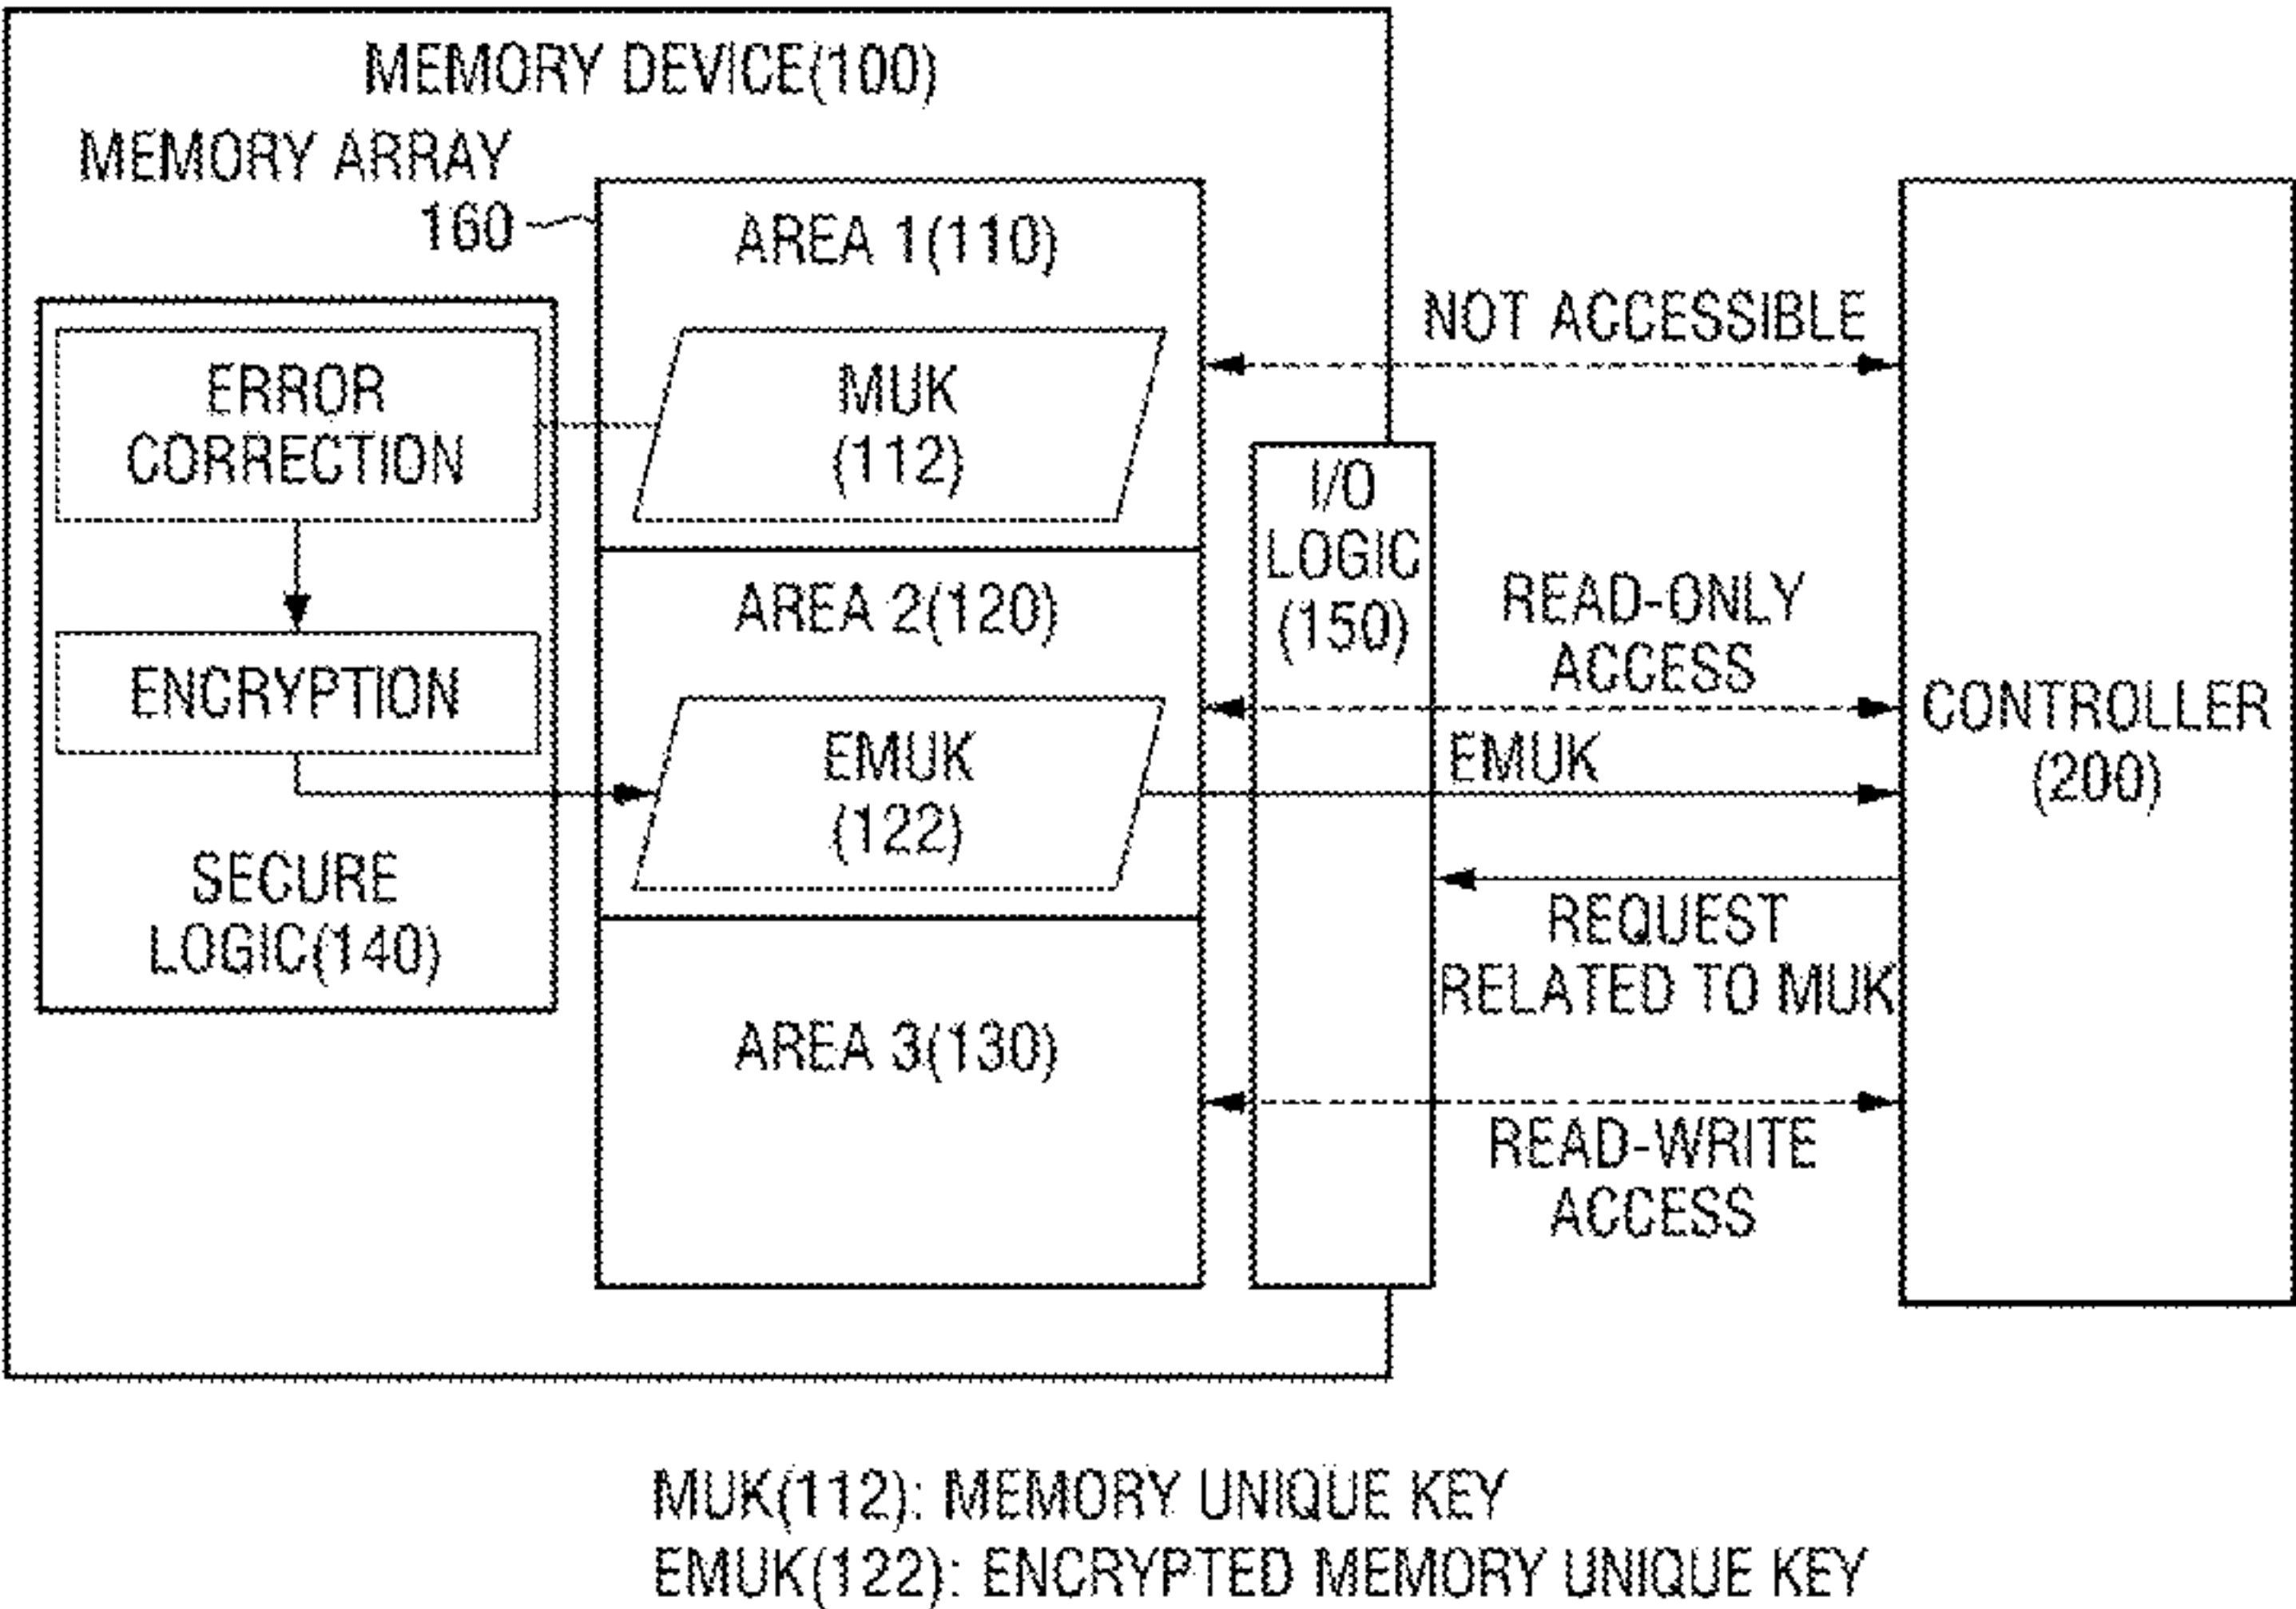 MEMORY DEVICE(100)
MEMORY ARRAY
160
AREA 1(110)
NOT ACCESSIBLE
ERROR
CORRECTION
MUK
(112)
I/O
LOGIC
(150)
AREA 2(120)
READ-ONLY
ACCESS
ENCRYPTION
CONTROLLER
(200)
EMUK
(122)
EMUK
SECURE
LOGIC(140)
REQUEST
RELATED TO MUK
AREA 3(130)
READ-WRITE
ACCESS
MUK(112): MEMORY UNIQUE KEY
EMUK(122): ENCRYPTED MEMORY UNIQUE KEY